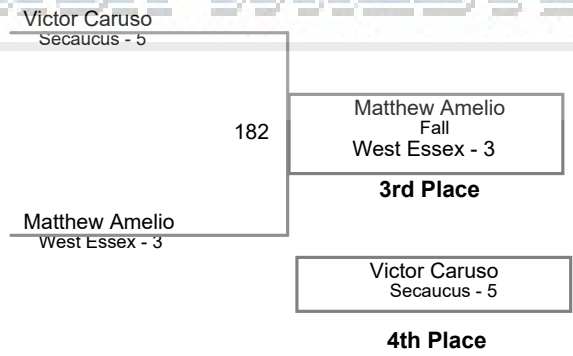 Victor Caruso
Secaucus - 5
182
Matthew Amelio
Fall
West Essex - 3
3rd Place
Matthew Amelio
West Essex - 3
Victor Caruso
Secaucus - 5
4th Place